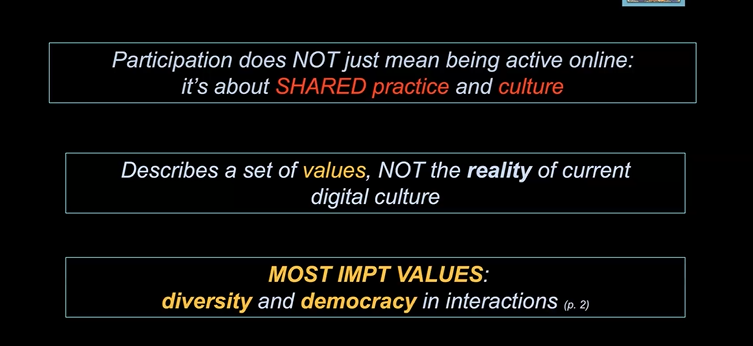 Participation does NOT just mean being active online:
it's about SHARED practice and culture
Describes a set of values, NOT the reality of current
digital culture
MOST IMPT VALUES:
diversity and democracy in interactions (p. 2)